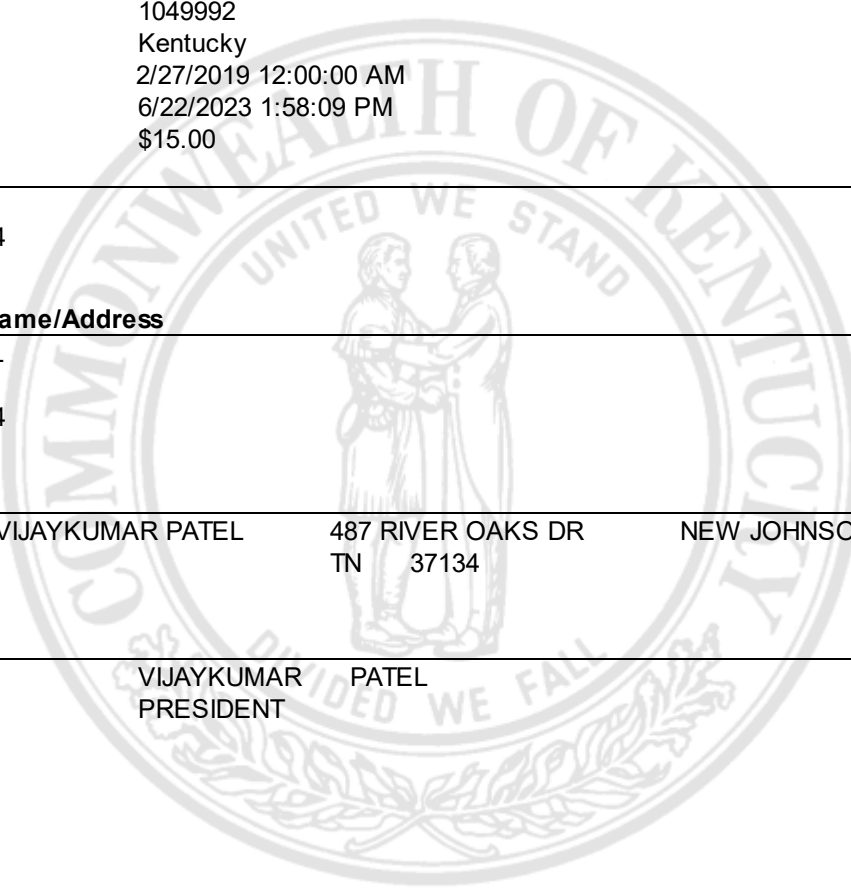 1049992
Kentucky
2/27/2019 12:00:00 AM
6/22/2023 1:58:09 PM
$15.00
COMMONWEALTH OF KENTUCKY
UNITED WE STAND
4
ame/Address
4
VIJAYKUMAR PATEL 487 RIVER OAKS DR NEW JOHNSO
TN 37134
VIJAYKUMAR PATEL
PRESIDENT
DIVIDED WE FALL